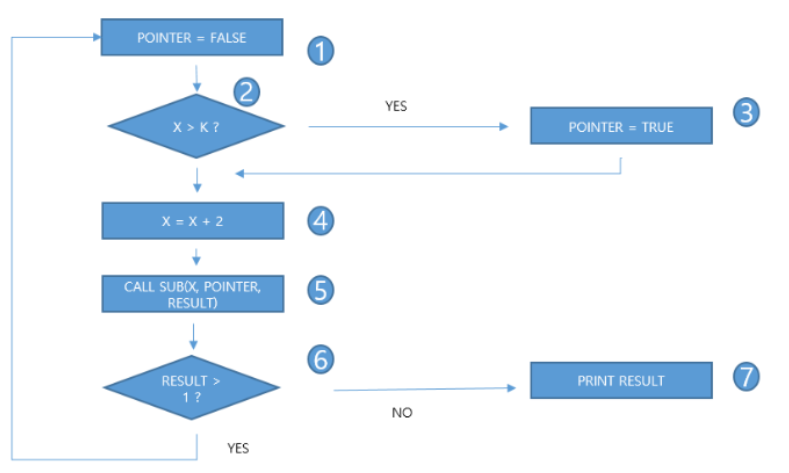 POINTER = FALSE
1
2
X > K ?
YES
POINTER = TRUE
3
X = X + 2
4
CALL SUB(X, POINTER,
RESULT)
5
6
RESULT >
1 ?
PRINT RESULT
7
NO
YES